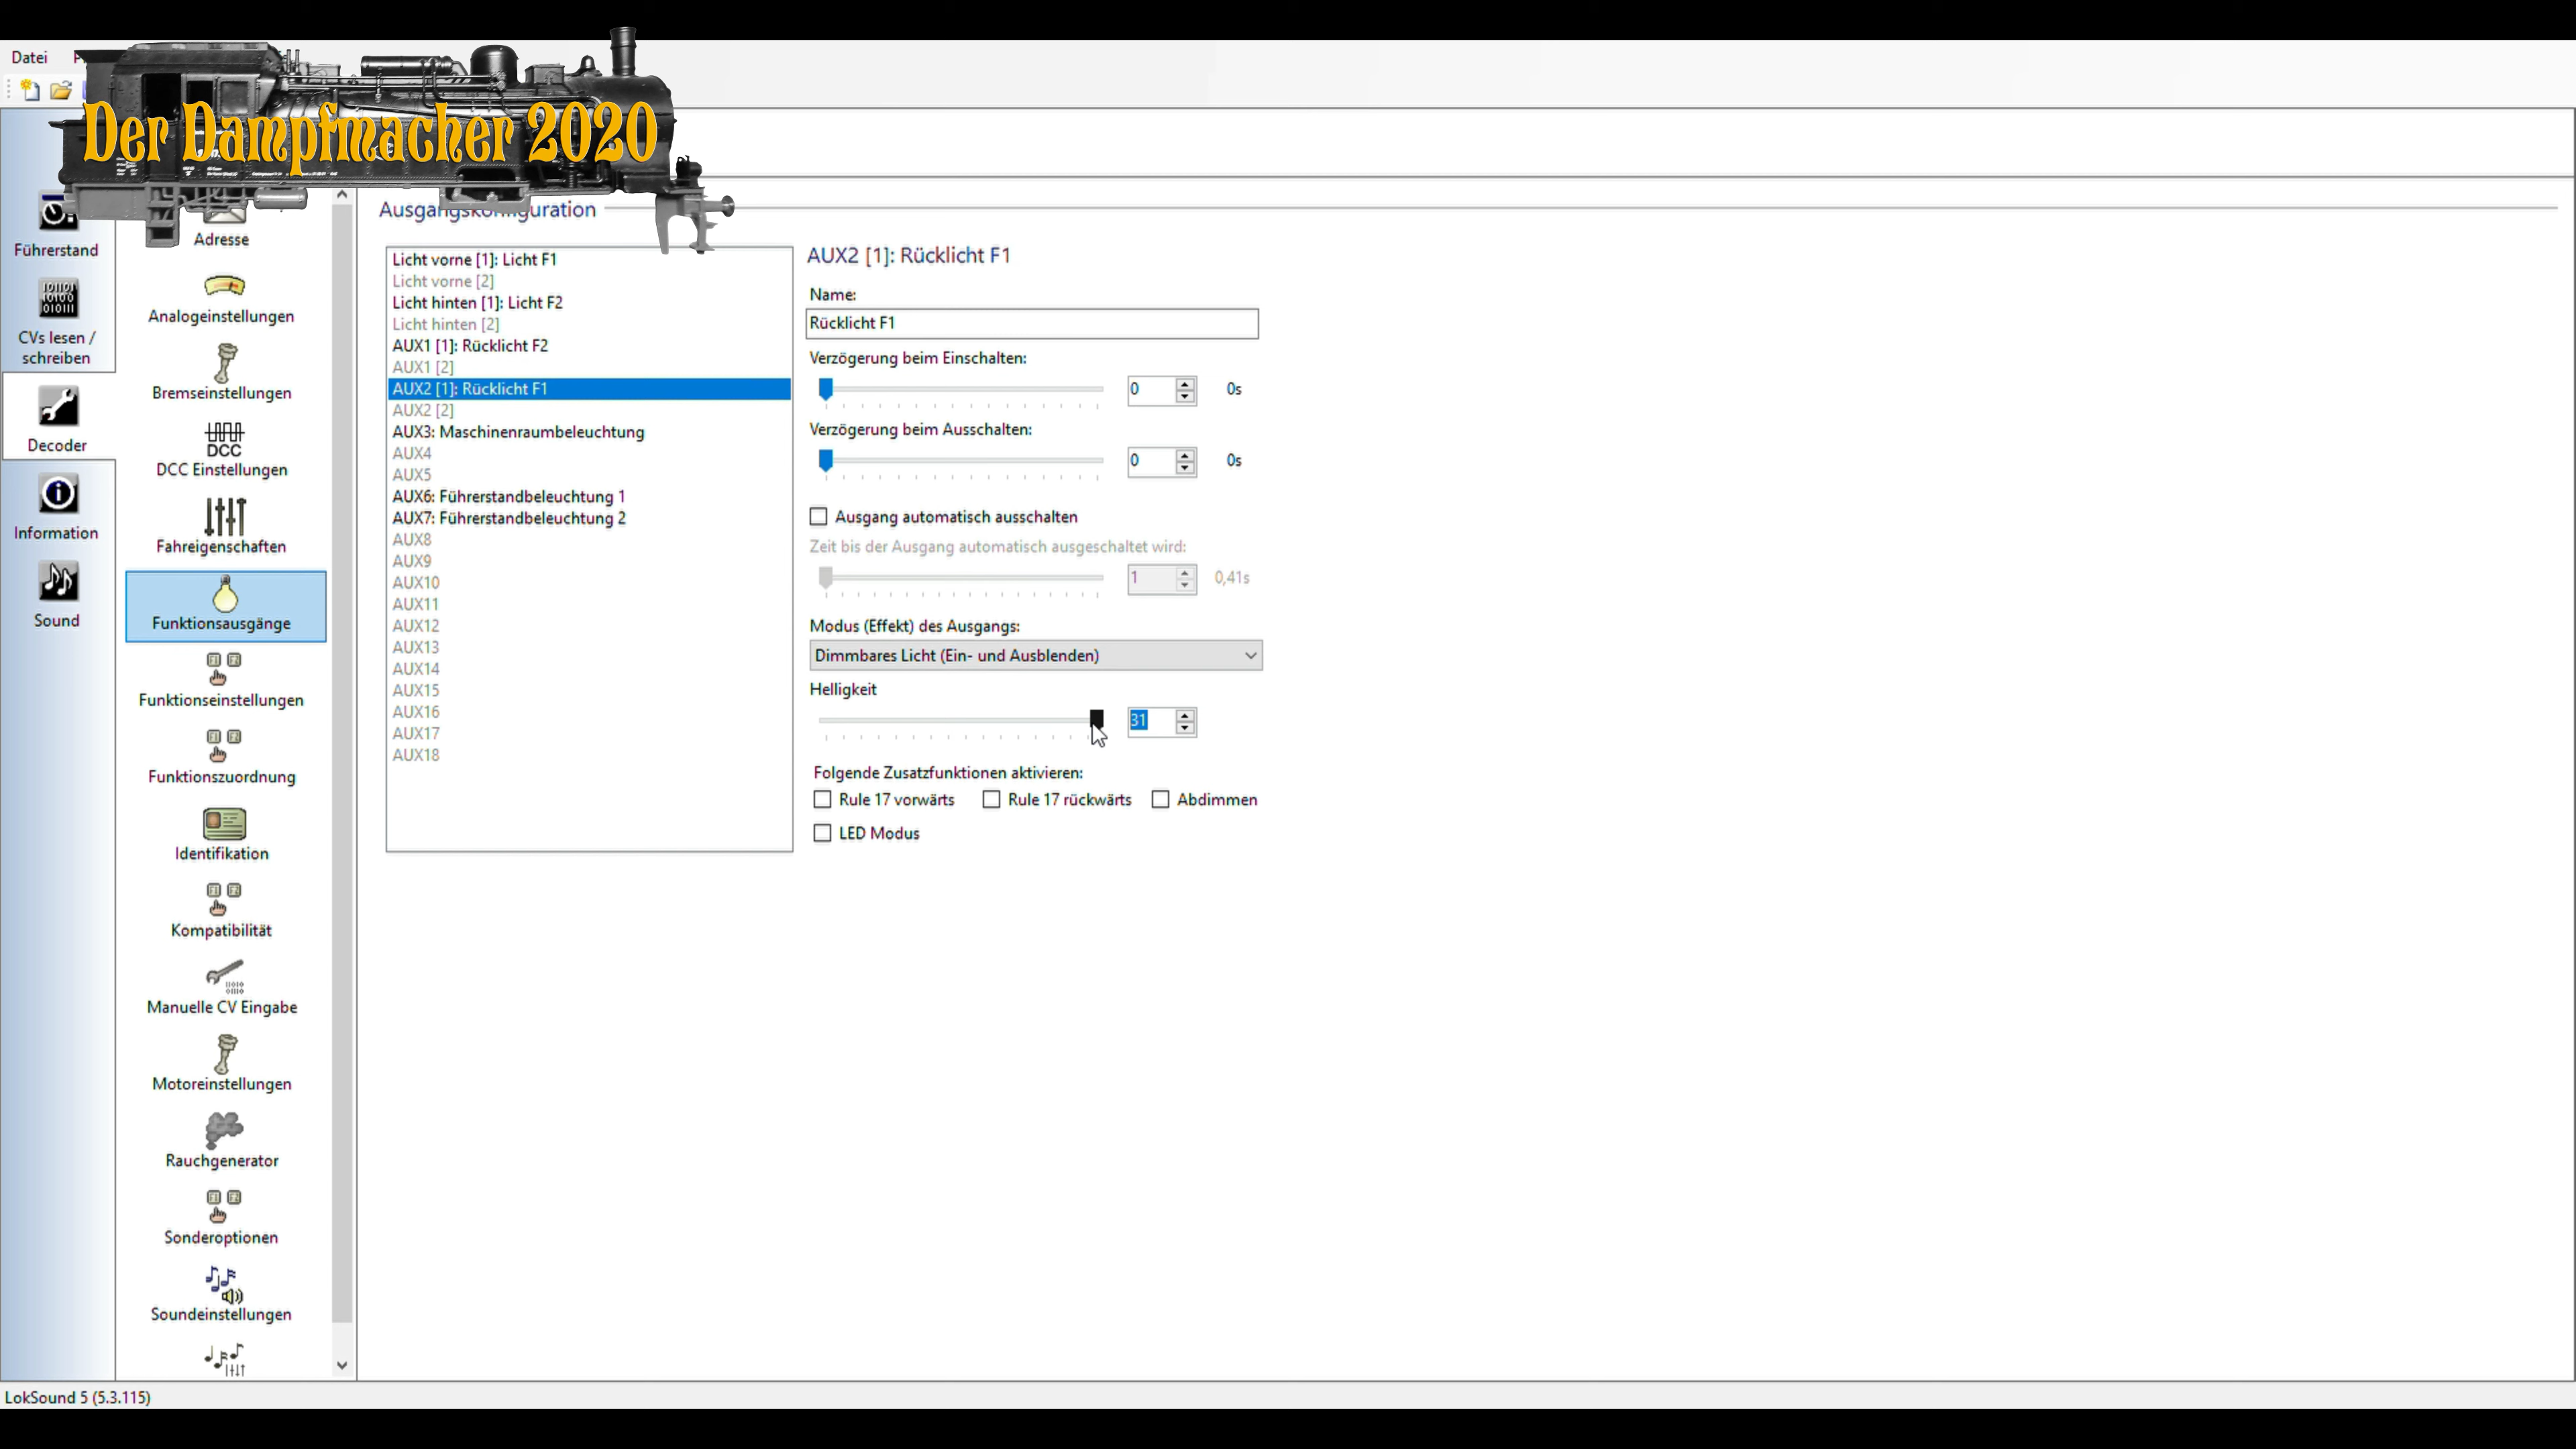 Datei
Der Dampfmacher 2020
Führerstand
CVs lesen /
schreiben
Decoder
Information
Sound
Adresse
Analogeinstellungen
Bremseinstellungen
DCC
DCC Einstellungen
Fahreigenschaften
Funktionsausgänge
Funktionseinstellungen
Funktionszuordnung
Identifikation
Kompatibilität
Manuelle CV Eingabe
Motoreinstellungen
Rauchgenerator
Sonderoptionen
Soundeinstellungen
Ausgangskonfiguration
Licht vorne [1]: Licht F1
Licht vorne [2]
Licht hinten [1]: Licht F2
Licht hinten [2]
AUX1 [1]: Rücklicht F2
AUX1 [2]
AUX2 [1]: Rücklicht F1
AUX2 [2]
AUX3: Maschinenraumbeleuchtung
AUX4
AUX5
AUX6: Führerstandbeleuchtung 1
AUX7: Führerstandbeleuchtung 2
AUX8
AUX9
AUX10
AUX11
AUX12
AUX13
AUX14
AUX15
AUX16
AUX17
AUX18
AUX2 [1]: Rücklicht F1
Name:
Rücklicht F1
Verzögerung beim Einschalten:
0 0s
Verzögerung beim Ausschalten:
0 0s
Ausgang automatisch ausschalten
Zeit bis der Ausgang automatisch ausgeschaltet wird:
1 0,41s
Modus (Effekt) des Ausgangs:
Dimmbares Licht (Ein- und Ausblenden)
Helligkeit
31
Folgende Zusatzfunktionen aktivieren:
Rule 17 vorwärts Rule 17 rückwärts Abdimmen
LED Modus
LokSound 5 (5.3.115)